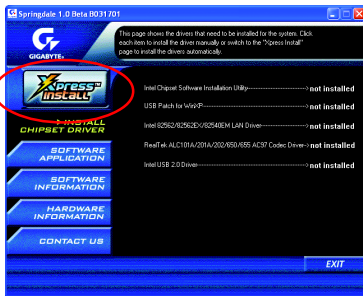 Springdale 1.0 Beta B031701
GIGABYTE
This page shows the drivers that need to be installed for the system. Click
each item to install the driver manually or switch to the "Xpress Install"
page to install the drivers automatically.
Xpress™
Install
INSTALL
CHIPSET DRIVER
SOFTWARE
APPLICATION
SOFTWARE
INFORMATION
HARDWARE
INFORMATION
CONTACT US
Intel Chipset Software Installation Utility not installed
USB Patch for WinXP not installed
Intel 82562/82562EX/82540EM LAN Driver not installed
RealTek ALC101A/201A/202/650/655 AC97 Codec Driver not installed
Intel USB 2.0 Driver not installed
EXIT